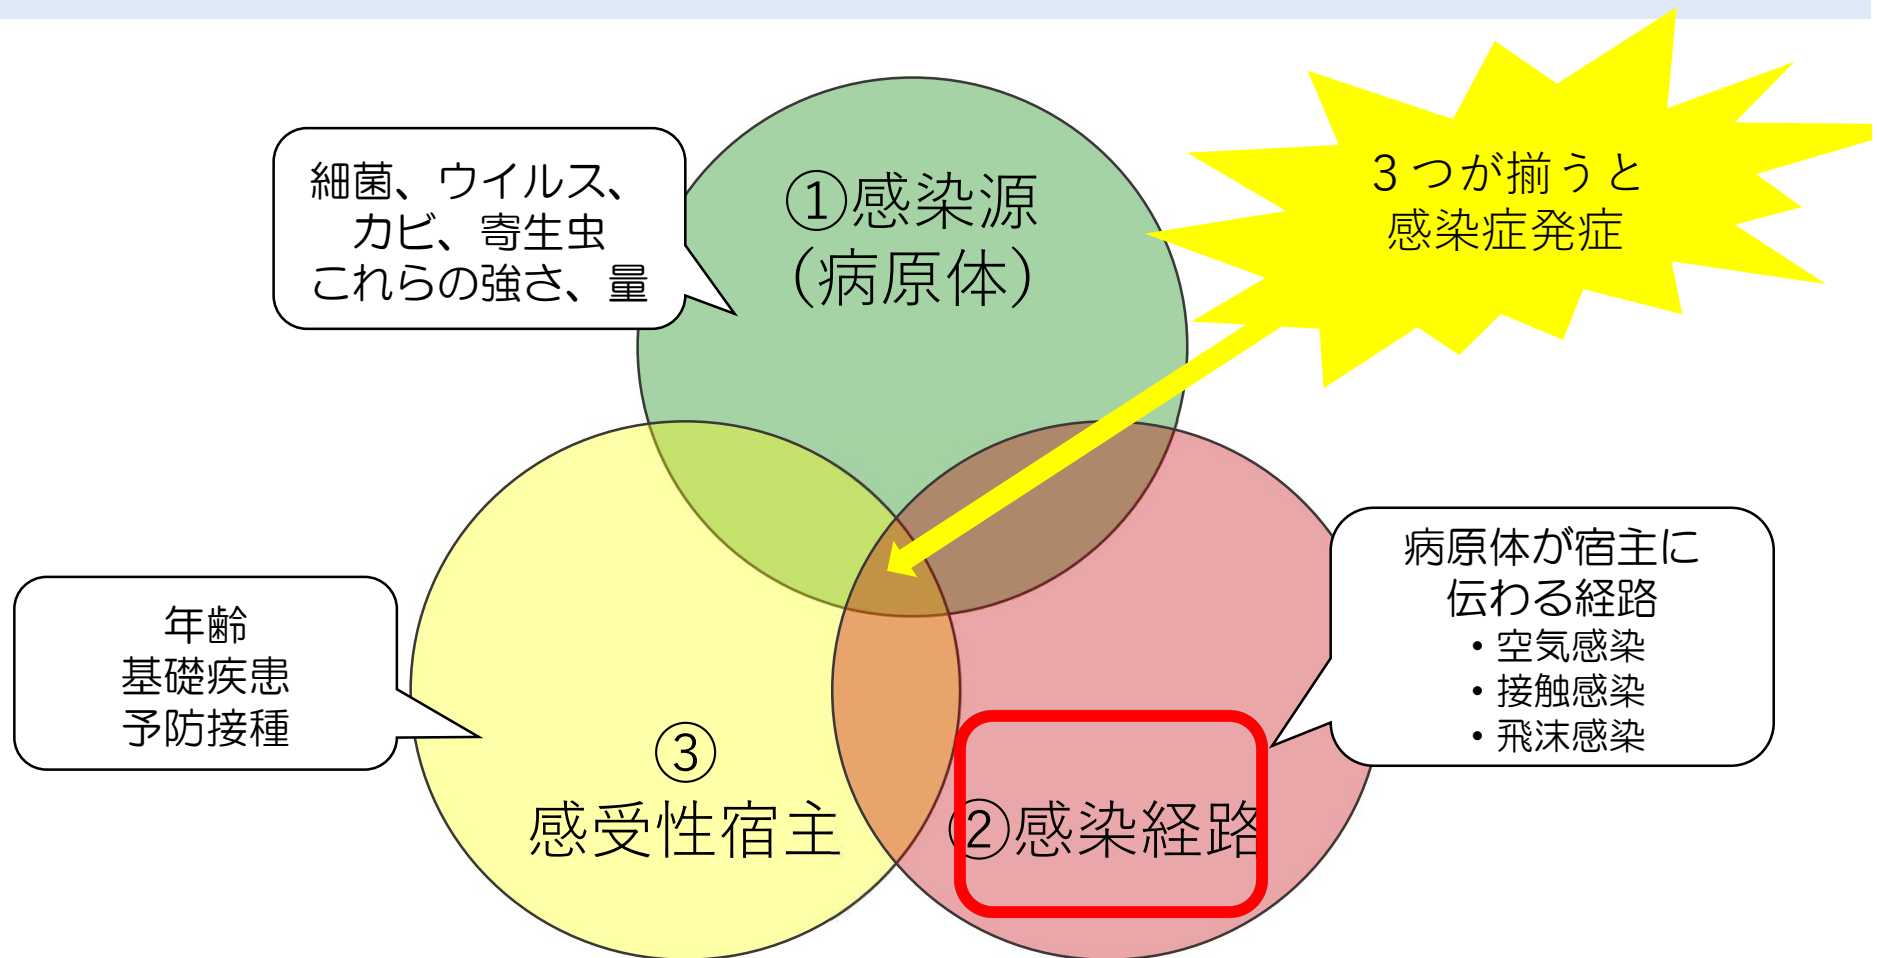 細菌、ウイルス、
カビ、寄生虫
これらの強さ、量
①感染源
（病原体）
３つが揃うと
感染症発症
病原体が宿主に
伝わる経路
・空気感染
・接触感染
・飛沫感染
年齢
基礎疾患
予防接種
③
感受性宿主
②感染経路